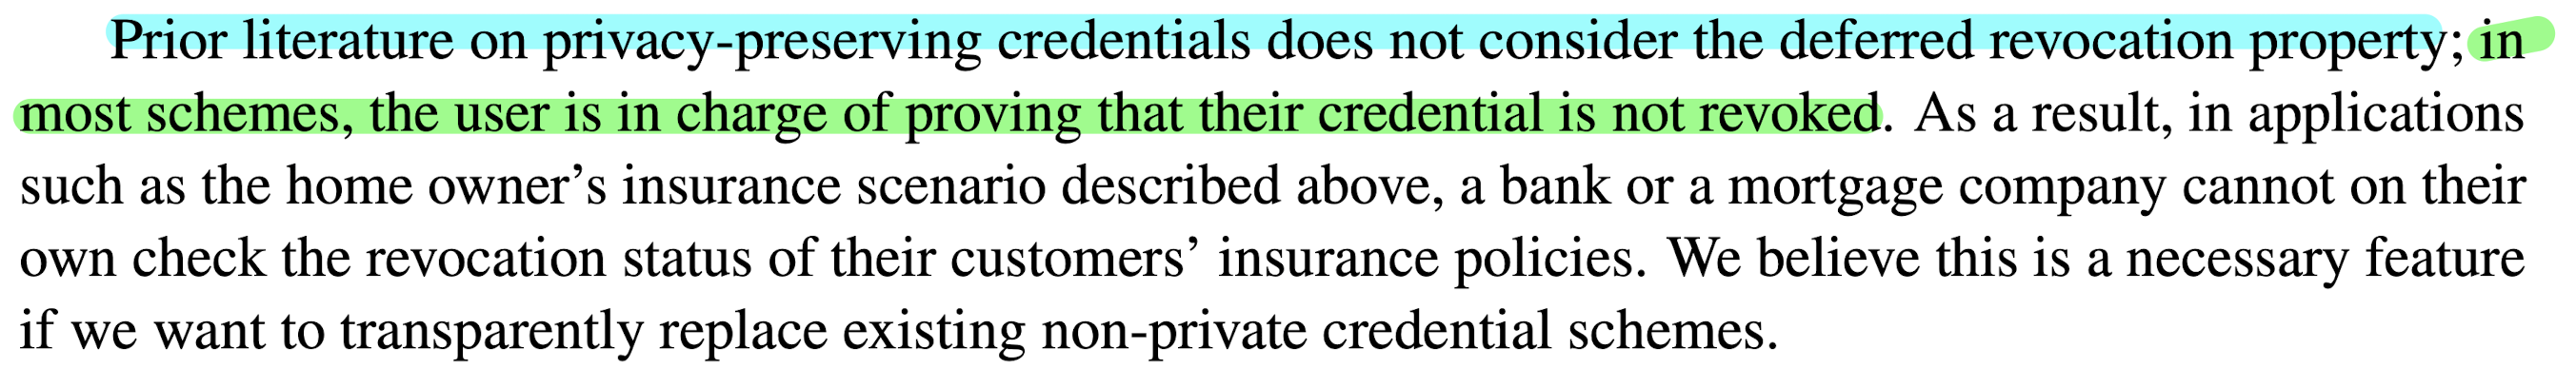 Prior literature on privacy-preserving credentials does not consider the deferred revocation property; in
most schemes, the user is in charge of proving that their credential is not revoked. As a result, in applications
such as the home owner’s insurance scenario described above, a bank or a mortgage company cannot on their
own check the revocation status of their customers’ insurance policies. We believe this is a necessary feature
if we want to transparently replace existing non-private credential schemes.